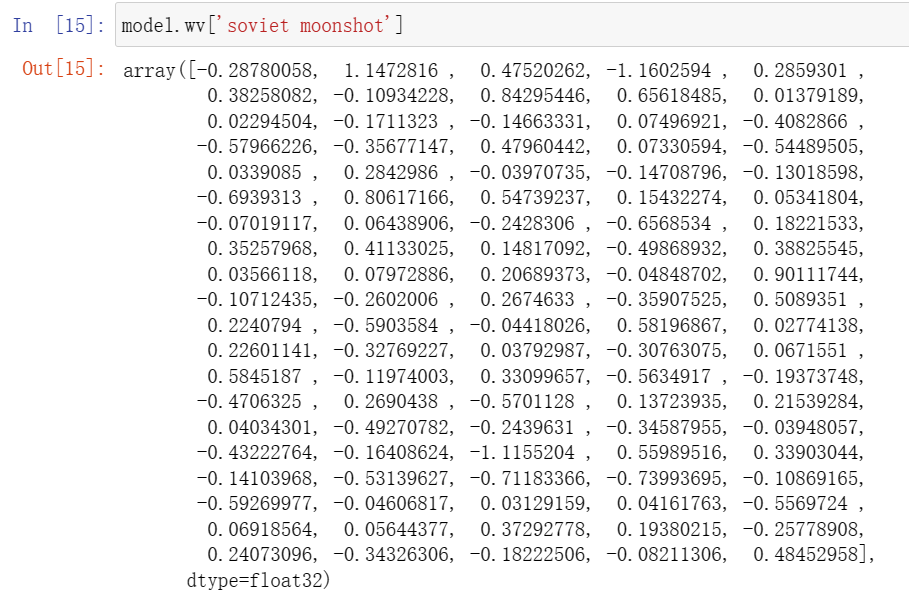 In [15]: model.wv['soviet moonshot']
Out[15]: array([-0.28780058, 1.1472816 , 0.47520262, -1.1602594 , 0.2859301 ,
0.38258082, -0.10934228, 0.84295446, 0.65618485, 0.01379189,
0.02294504, -0.1711323 , -0.14663331, 0.07496921, -0.4082866 ,
-0.57966226, -0.35677147, 0.47960442, 0.07330594, -0.54489505,
0.0339085 , 0.2842986 , -0.03970735, -0.14708796, -0.13018598,
-0.6939313 , 0.80617166, 0.54739237, 0.15432274, 0.05341804,
-0.07019117, 0.06438906, -0.2428306 , -0.6568534 , 0.18221533,
0.35257968, 0.41133025, 0.14817092, -0.49868932, 0.38825545,
0.03566118, 0.07972886, 0.20689373, -0.04848702, 0.90111744,
-0.10712435, -0.2602006 , 0.2674633 , -0.35907525, 0.5089351 ,
0.2240794 , -0.5903584 , -0.04418026, 0.58196867, 0.02774138,
0.22601141, -0.32769227, 0.03792987, -0.30763075, 0.0671551 ,
0.5845187 , -0.11974003, 0.33099657, -0.5634917 , -0.19373748,
-0.4706325 , 0.2690438 , -0.5701128 , 0.13723935, 0.21539284,
0.04034301, -0.49270782, -0.2439631 , -0.34587955, -0.03948057,
-0.43222764, -0.16408624, -1.1155204 , 0.55989516, 0.33903044,
-0.14103968, -0.53139627, -0.71183366, -0.73993695, -0.10869165,
-0.59269977, -0.04606817, 0.03129159, 0.04161763, -0.5569724 ,
0.06918564, 0.05644377, 0.37292778, 0.19380215, -0.25778908,
0.24073096, -0.34326306, -0.18222506, -0.08211306, 0.48452958],
dtype=float32)